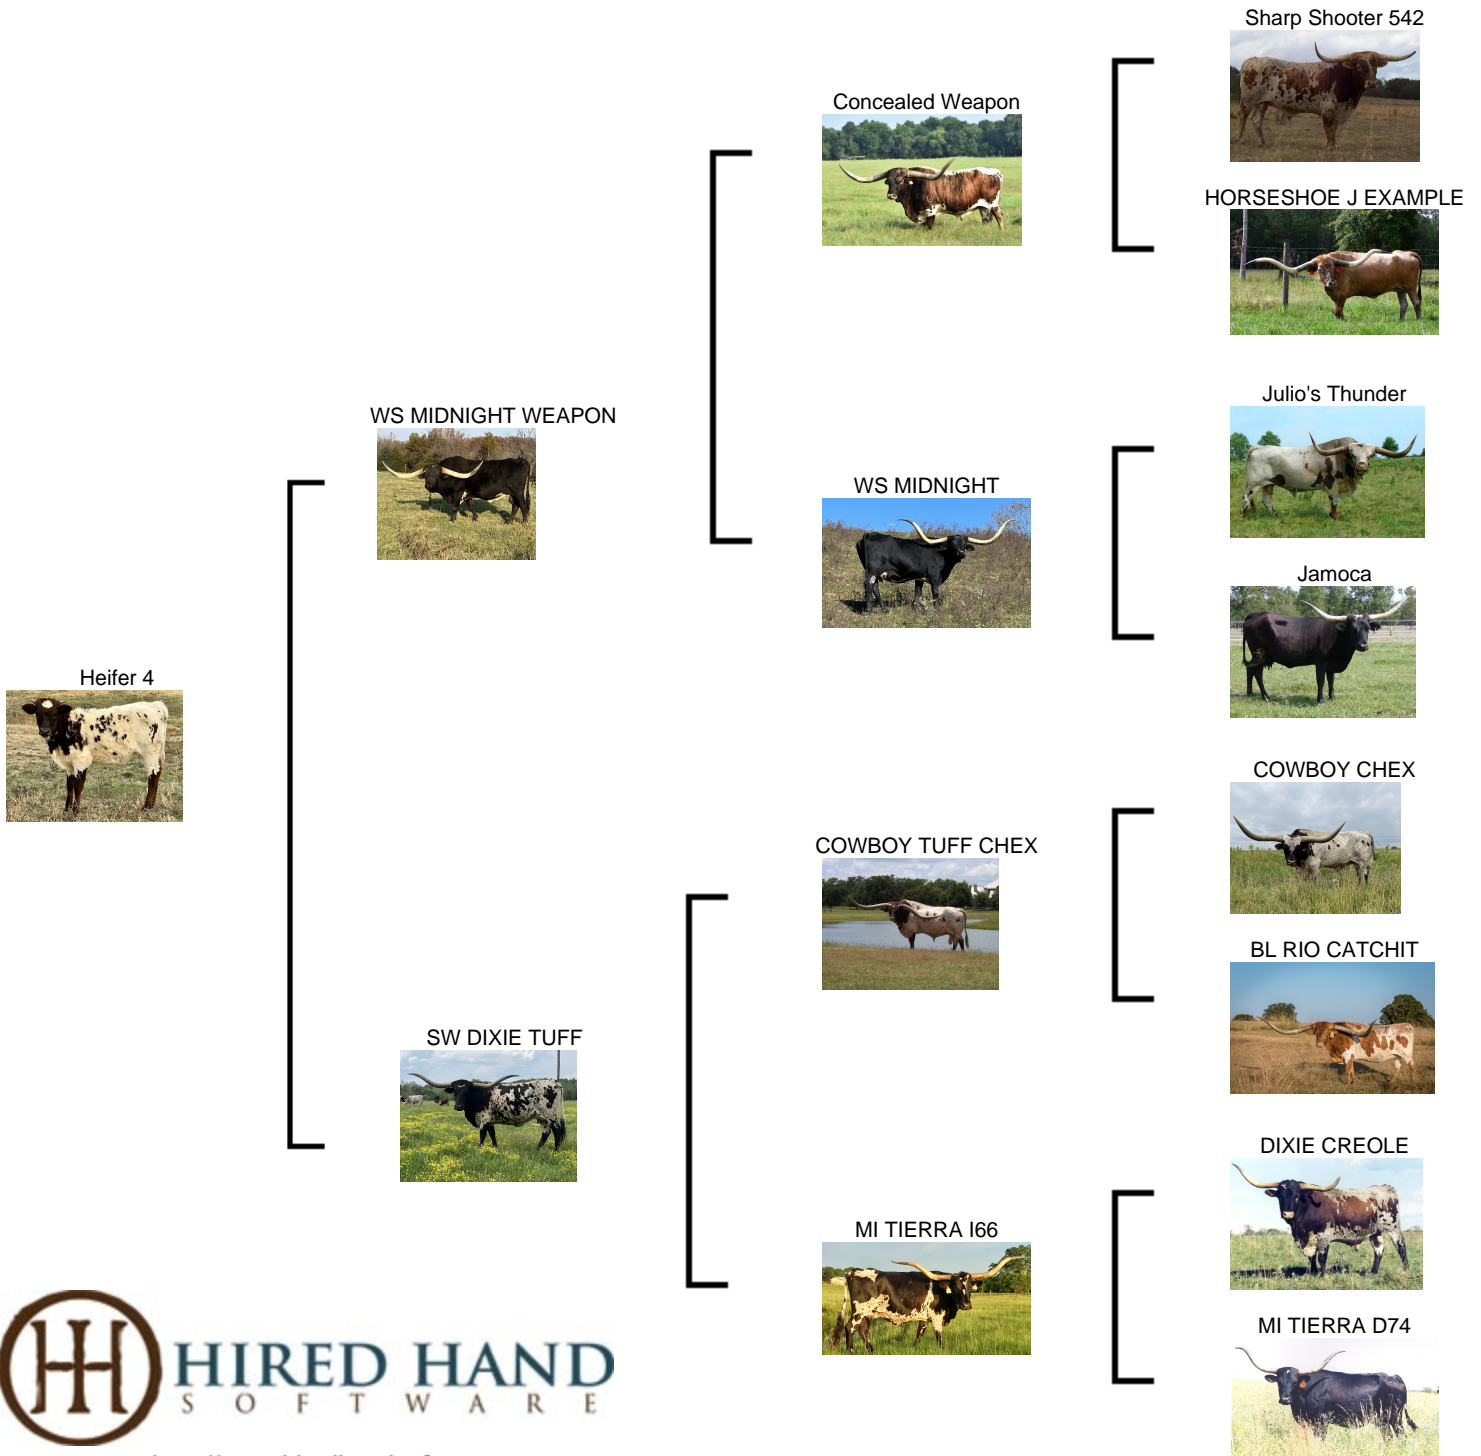 Sharp Shooter 542
Concealed Weapon
HORSESHOE J EXAMPLE
Julio's Thunder
WS MIDNIGHT WEAPON
WS MIDNIGHT
Jamoca
Heifer 4
COWBOY CHEX
COWBOY TUFF CHEX
BL RIO CATCHIT
SW DIXIE TUFF
DIXIE CREOLE
MI TIERRA I66
MI TIERRA D74
HIRED HAND
SOFTWARE